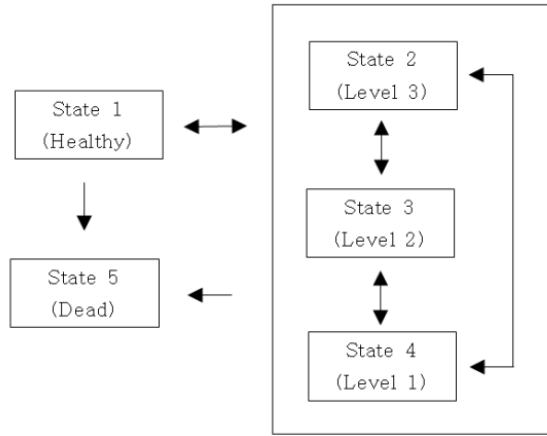 State 1
(Healthy)
State 5
(Dead)
State 2
(Level 3)
State 3
(Level 2)
State 4
(Level 1)